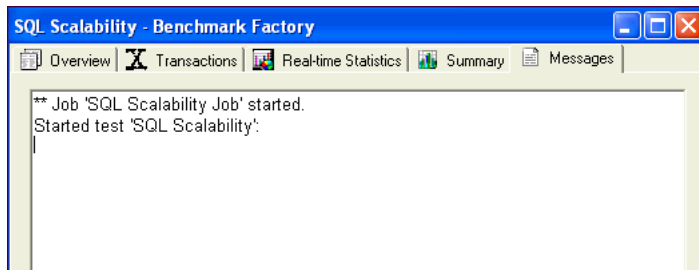 SQL Scalability - Benchmark Factory
Overview Transactions Real-time Statistics Summary Messages
** Job 'SQL Scalability Job' started.
Started test 'SQL Scalability':